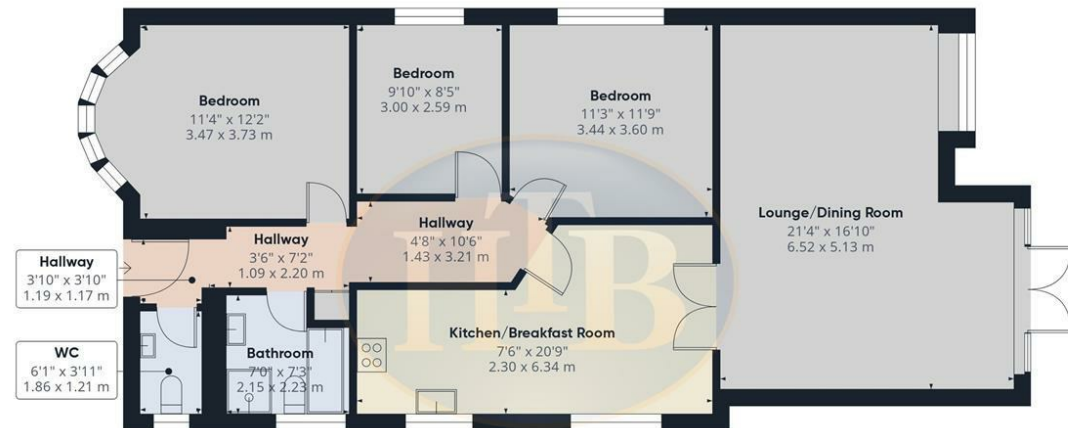 Bedroom
11'4" x 12'2"
3.47 x 3.73 m
Bedroom
9'10" x 8'5"
3.00 x 2.59 m
Bedroom
11'3" x 11'9"
3.44 x 3.60 m
Lounge/Dining Room
21'4" x 16'10"
6.52 x 5.13 m
Hallway
4'8" x 10'6"
1.43 x 3.21 m
Hallway
3'6" x 7'2"
1.09 x 2.20 m
Hallway
3'10" x 3'10"
1.19 x 1.17 m
WC
6'1" x 3'11"
1.86 x 1.21 m
Bathroom
7'0" x 7'3"
2.15 x 2.23 m
Kitchen/Breakfast Room
7'6" x 20'9"
2.30 x 6.34 m
HTB